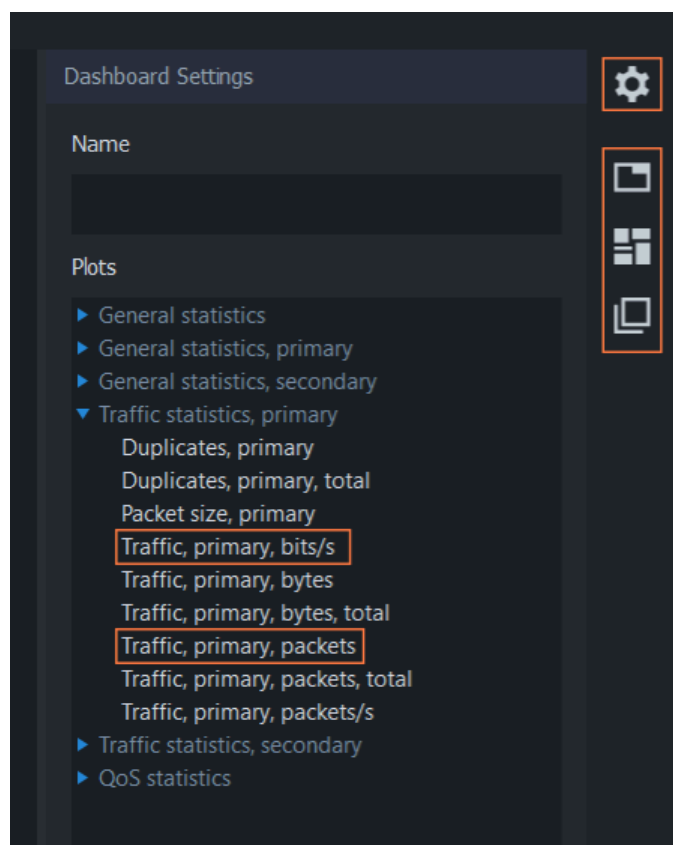 Dashboard Settings
Name
Plots
General statistics
General statistics, primary
General statistics, secondary
Traffic statistics, primary
Duplicates, primary
Duplicates, primary, total
Packet size, primary
Traffic, primary, bits/s
Traffic, primary, bytes
Traffic, primary, bytes, total
Traffic, primary, packets
Traffic, primary, packets, total
Traffic, primary, packets/s
Traffic statistics, secondary
QoS statistics